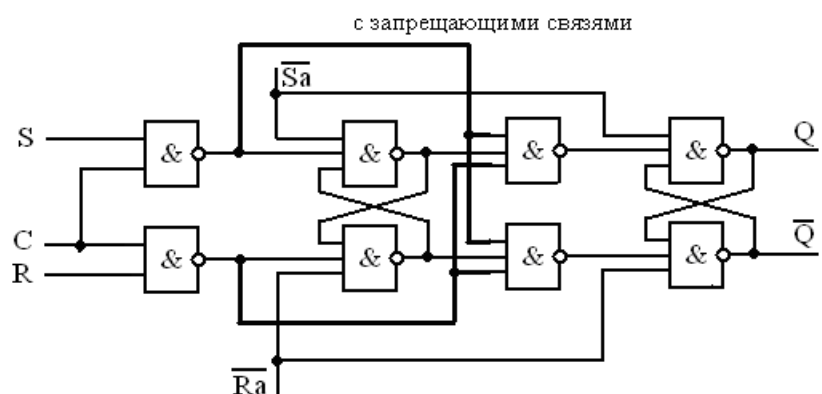 с запрещающими связями
S̅a̅
S & & & & Q
C
R & & & & Q̅
R̅a̅